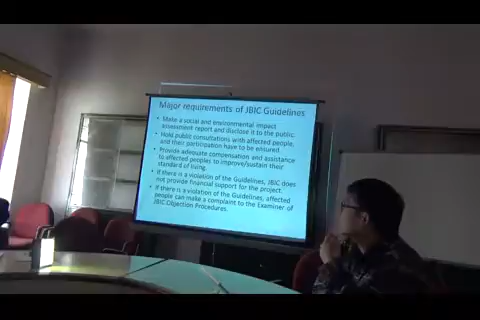 Major requirements of JBIC Guidelines
• Make a social and environmental impact
assessment report and disclose it to the public.
• Hold public consultations with affected people,
and their participation have to be ensured
• Provide adequate compensation and assistance
to affected peoples to improve/sustain their
standard of living.
• If there is a violation of the Guidelines, JBIC does
not provide financial support for the project.
• If there is a violation of the Guidelines, affected
people can make a complaint to the Examiner of
JBIC Objection Procedures.